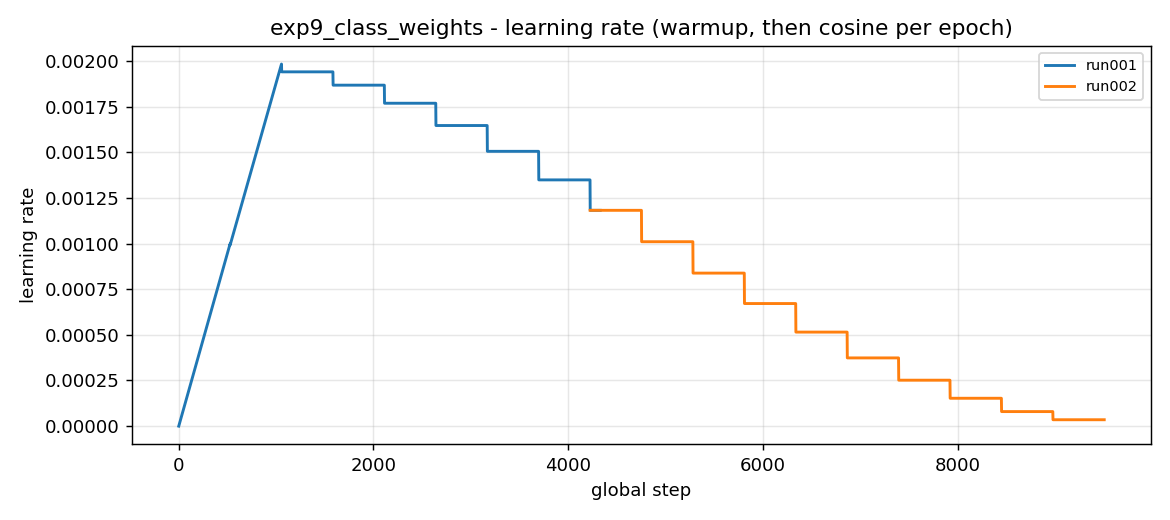 exp9_class_weights - learning rate (warmup, then cosine per epoch)
run001
run002
learning rate
0.00200
0.00175
0.00150
0.00125
0.00100
0.00075
0.00050
0.00025
0.00000
0 2000 4000 6000 8000
global step